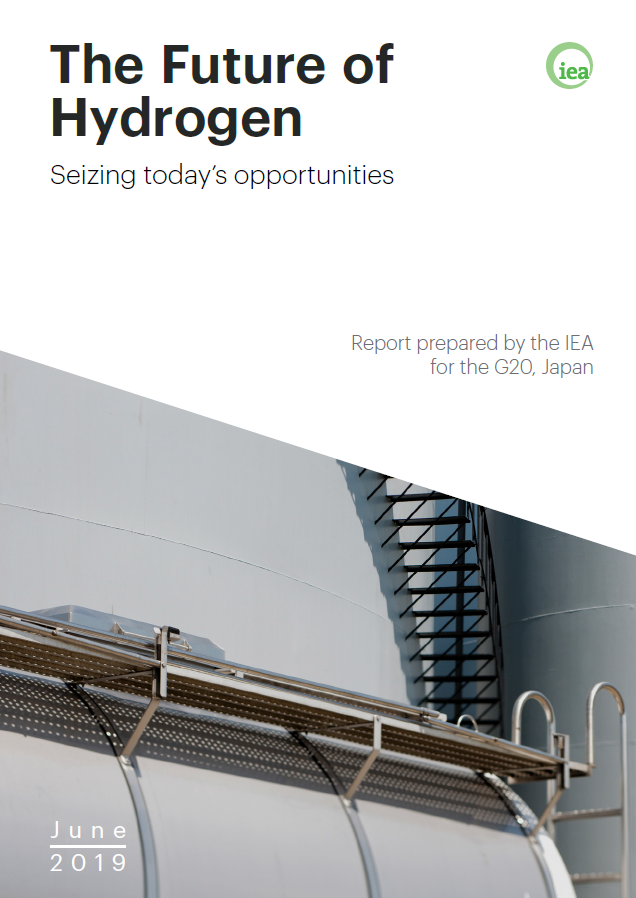 The Future of
Hydrogen
iea
Seizing today's opportunities
Report prepared by the IEA
for the G20, Japan
June
2019